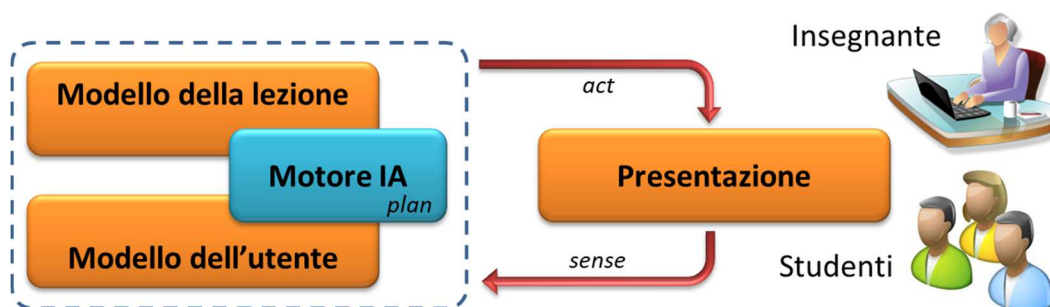 Modello della lezione
Motore IA
plan
Modello dell'utente
act
Presentazione
sense
Insegnante
Studenti